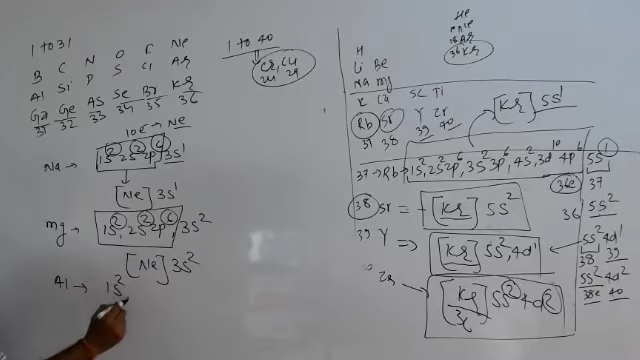 1 to 31
B C N O F Ne
Al Si P S Cl Ar
Ga Ge As Se Br Kr
31 32 33 34 35 36
1 to 40
Cr, Cu
24 29
10e⁻ → Ne
Na → 1s² 2s² 2p⁶ 3s¹
[Ne] 3s¹
mg → 1s², 2s² 2p⁶, 3s²
[Ne] 3s²
Al → 1s²
He
Ne
18 Ar
36 Kr
H
Li Be
Na mg
K Ca Sc Ti
Rb Sr Y Zr
37 38 39 40
[Kr] 5s¹
37 → Rb → 1s², 2s² 2p⁶, 3s² 3p⁶, 4s², 3d¹⁰ 4p⁶ 5s¹
36e 37
38 Sr = [Kr] 5s²
36 5s²
39 Y ⇒ [Kr] 5s², 4d¹
5s² 4d¹
38 39
Zr → [Kr] 5s² 4d²
36
5s² 4d²
38e 40